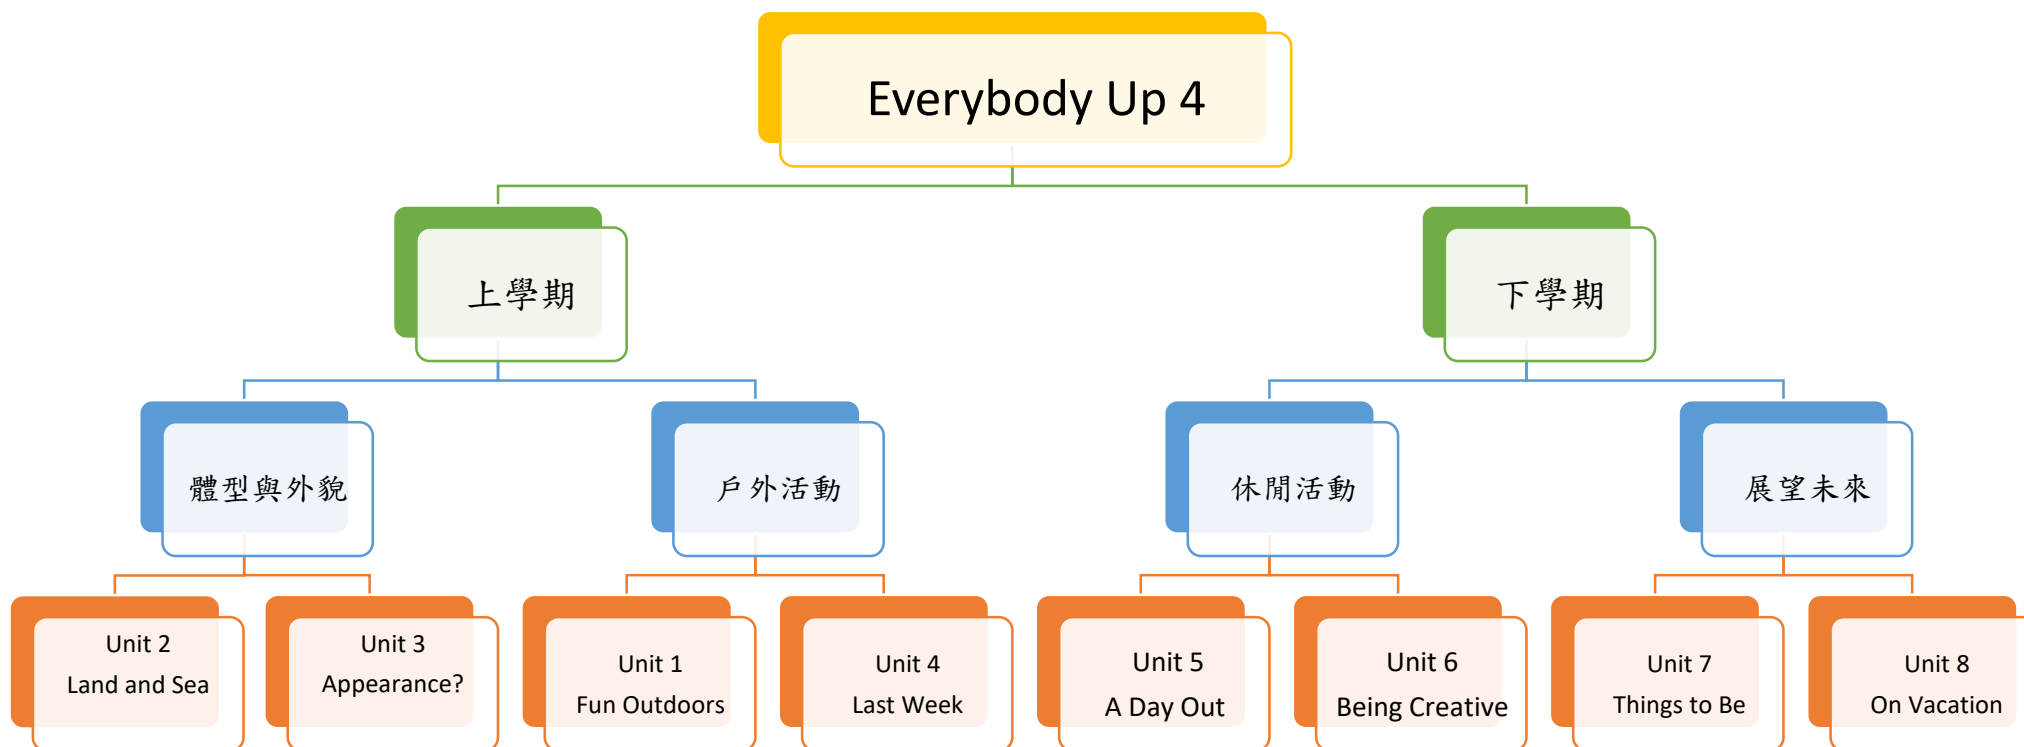 Everybody Up 4
上學期
下學期
體型與外貌
戶外活動
休閒活動
展望未來
Unit 2
Land and Sea
Unit 3
Appearance?
Unit 1
Fun Outdoors
Unit 4
Last Week
Unit 5
A Day Out
Unit 6
Being Creative
Unit 7
Things to Be
Unit 8
On Vacation